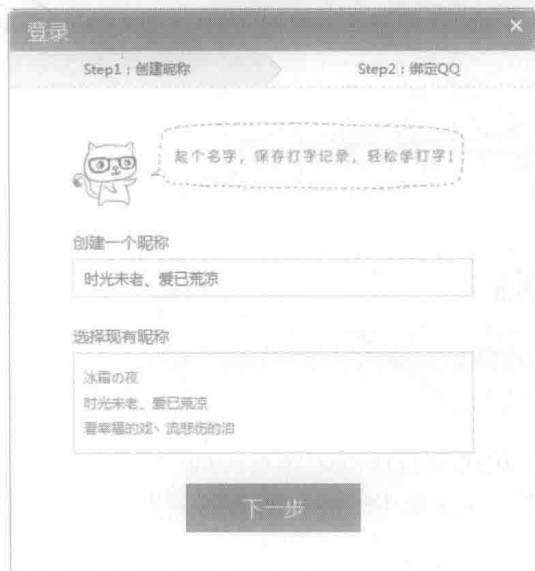 登录
Step1：创建昵称
Step2：绑定QQ
起个名字，保存打字记录，轻松学打字！
创建一个昵称
时光未老、爱已荒凉
选择现有昵称
冰霜の夜
时光未老、爱已荒凉
看幸福的戏丶流悲伤的泪
下一步